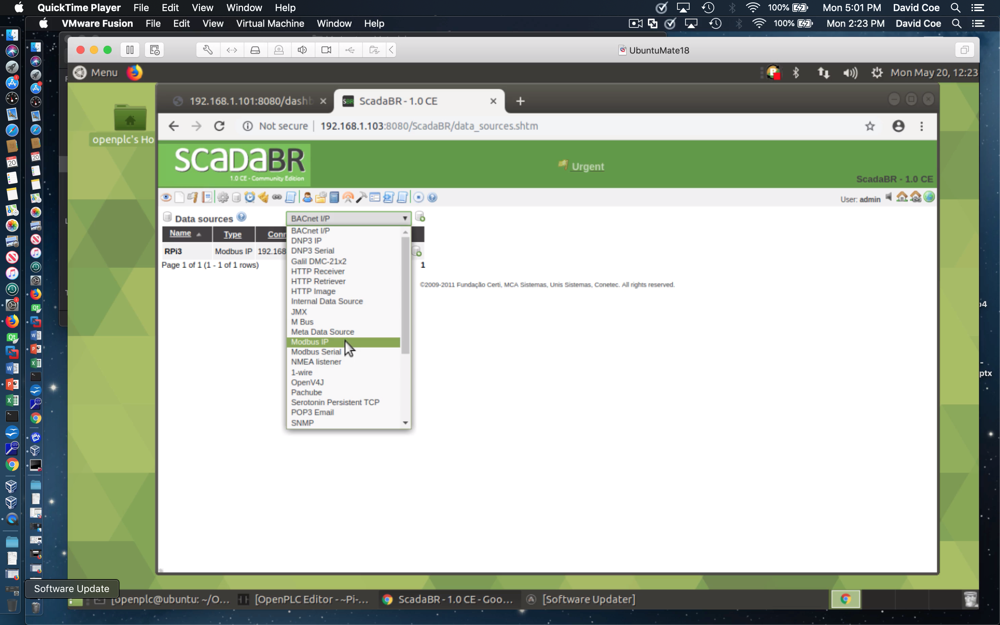 QuickTime Player File Edit View Window Help 100% Mon 5:01 PM David Coe
VMware Fusion File Edit View Virtual Machine Window Help 100% Mon 2:23 PM David Coe
UbuntuMate18
Menu Mon May 20, 12:23
192.168.1.101:8080/dashb ScadaBR - 1.0 CE
openplc's Ho
Not secure 192.168.1.103:8080/ScadaBR/data_sources.shtm
scadaBR
1.0 CE - Community Edition
Urgent
ScadaBR - 1.0 CE
User: admin
Data sources BACnet I/P
Name Type Conn
RPi3 Modbus IP 192.168
Page 1 of 1 (1 - 1 of 1 rows) 1
BACnet I/P
DNP3 IP
DNP3 Serial
Galil DMC-21x2
HTTP Receiver
HTTP Retriever
HTTP Image
Internal Data Source
JMX
M Bus
Meta Data Source
Modbus IP
Modbus Serial
NMEA listener
1-wire
OpenV4J
Pachube
Serotonin Persistent TCP
POP3 Email
SNMP
©2009-2011 Fundação Certi, MCA Sistemas, Unis Sistemas, Conetec. All rights reserved.
ptx
Software Update
[openplc@ubuntu: ~/O... [OpenPLC Editor - ~Pi-... ScadaBR - 1.0 CE - Goo... [Software Updater]